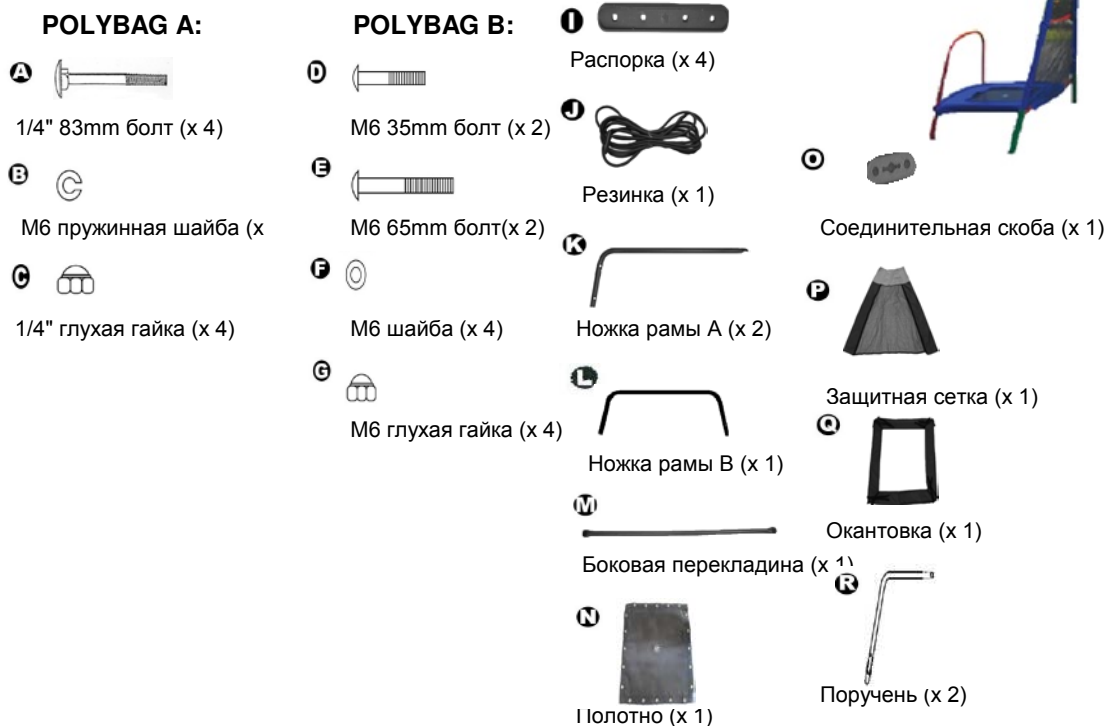 POLYBAG A:
A
1/4" 83mm болт (x 4)
B
M6 пружинная шайба (x
C
1/4" глухая гайка (x 4)
POLYBAG B:
D
M6 35mm болт (x 2)
E
M6 65mm болт(x 2)
F
M6 шайба (x 4)
G
M6 глухая гайка (x 4)
I
Распорка (x 4)
J
Резинка (x 1)
K
Ножка рамы A (x 2)
L
Ножка рамы B (x 1)
M
Боковая перекладина (x 1)
N
Полотно (x 1)
O
Соединительная скоба (x 1)
P
Защитная сетка (x 1)
Q
Окантовка (x 1)
R
Поручень (x 2)